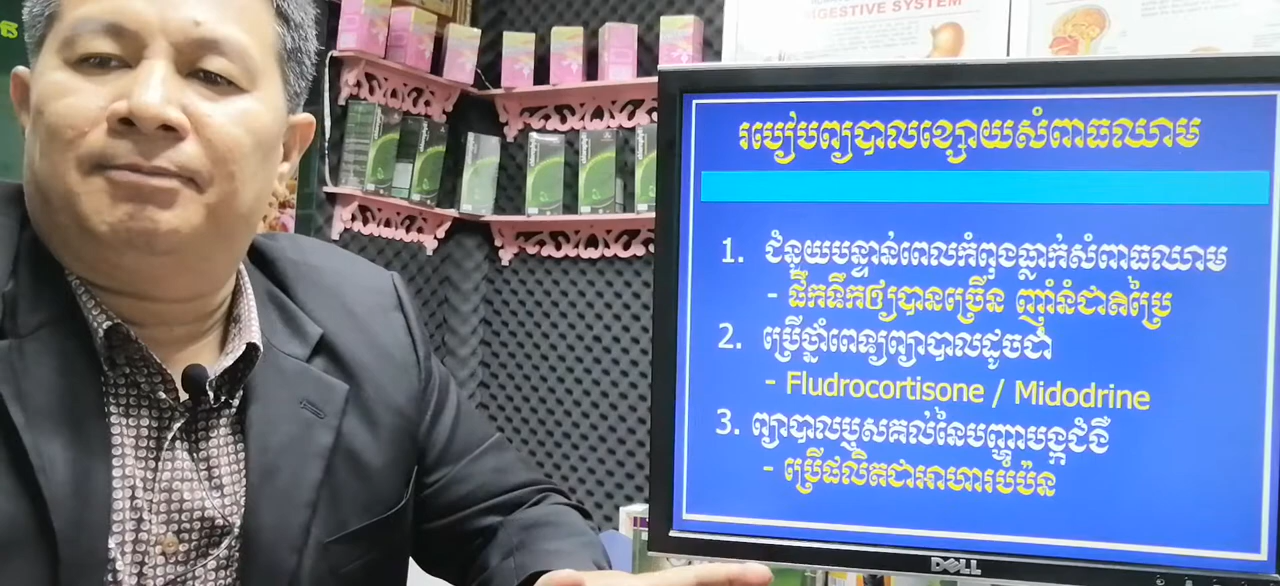 DIGESTIVE SYSTEM
របៀបព្យបាលខ្សោយសំពាធឈាម
1. ជំនួយបន្ទាន់ពេលកំពុងធ្លាក់សំពាធឈាម
- ផឹកទឹកឲ្យបានច្រើន ញ៉ាំនំជាតិប្រៃ
2. ប្រើថ្នាំពេទ្យព្យាបាលដូចជា
- Fludrocortisone / Midodrine
3. ព្យាបាលឬសគល់នៃបញ្ហាបង្កជំងឺ
- ប្រើផលិតជាអាហារបំប៉ន
DELL